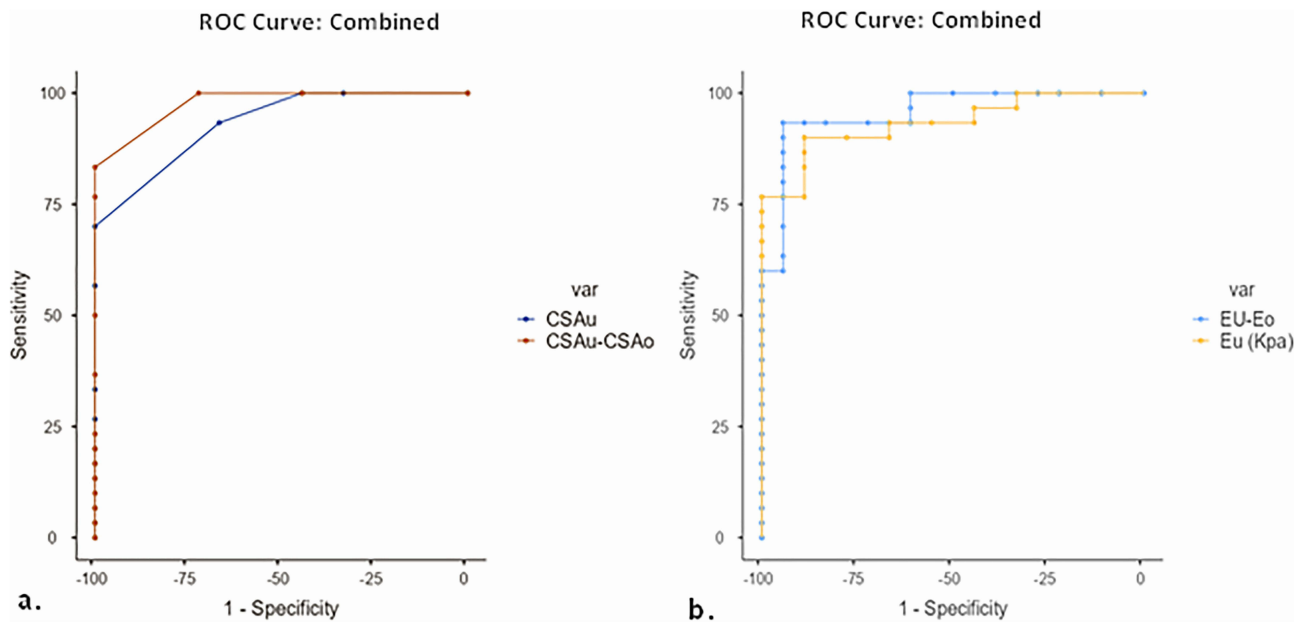 ROC Curve: Combined
100
75
50
25
0
Sensitivity
-100 -75 -50 -25 0
1 - Specificity
var
CSAu
CSAu-CSAo
a.
ROC Curve: Combined
100
75
50
25
0
Sensitivity
-100 -75 -50 -25 0
1 - Specificity
var
EU-Eo
Eu (Kpa)
b.